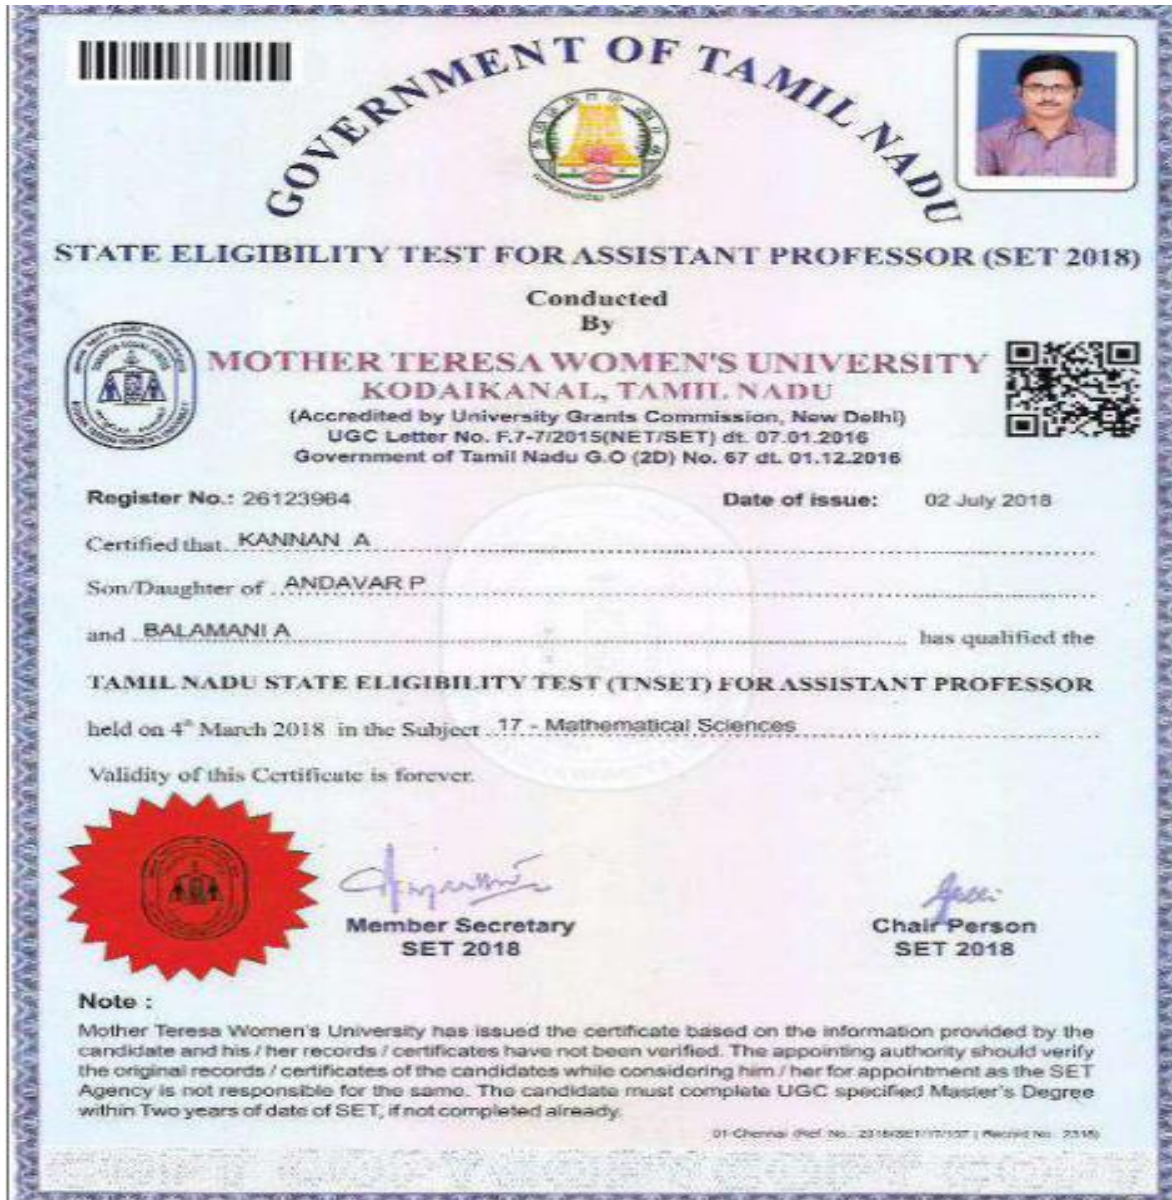 GOVERNMENT OF TAMIL NADU
STATE ELIGIBILITY TEST FOR ASSISTANT PROFESSOR (SET 2018)
Conducted
By
MOTHER TERESA WOMEN'S UNIVERSITY
KODAIKANAL, TAMIL NADU
(Accredited by University Grants Commission, New Delhi)
UGC Letter No. F.7-7/2015(NET/SET) dt. 07.01.2016
Government of Tamil Nadu G.O (2D) No. 67 dt. 01.12.2016
Register No.: 26123964 Date of issue: 02 July 2018
Certified that KANNAN A
Son/Daughter of ANDAVAR P
and BALAMANI A has qualified the
TAMIL NADU STATE ELIGIBILITY TEST (TNSET) FOR ASSISTANT PROFESSOR
held on 4th March 2018 in the Subject 17 - Mathematical Sciences
Validity of this Certificate is forever.
Member Secretary
SET 2018
Chair Person
SET 2018
Note :
Mother Teresa Women's University has issued the certificate based on the information provided by the
candidate and his / her records / certificates have not been verified. The appointing authority should verify
the original records / certificates of the candidates while considering him / her for appointment as the SET
Agency is not responsible for the same. The candidate must complete UGC specified Master's Degree
within Two years of date of SET, if not completed already.
01-Chennai (Ref. No.: